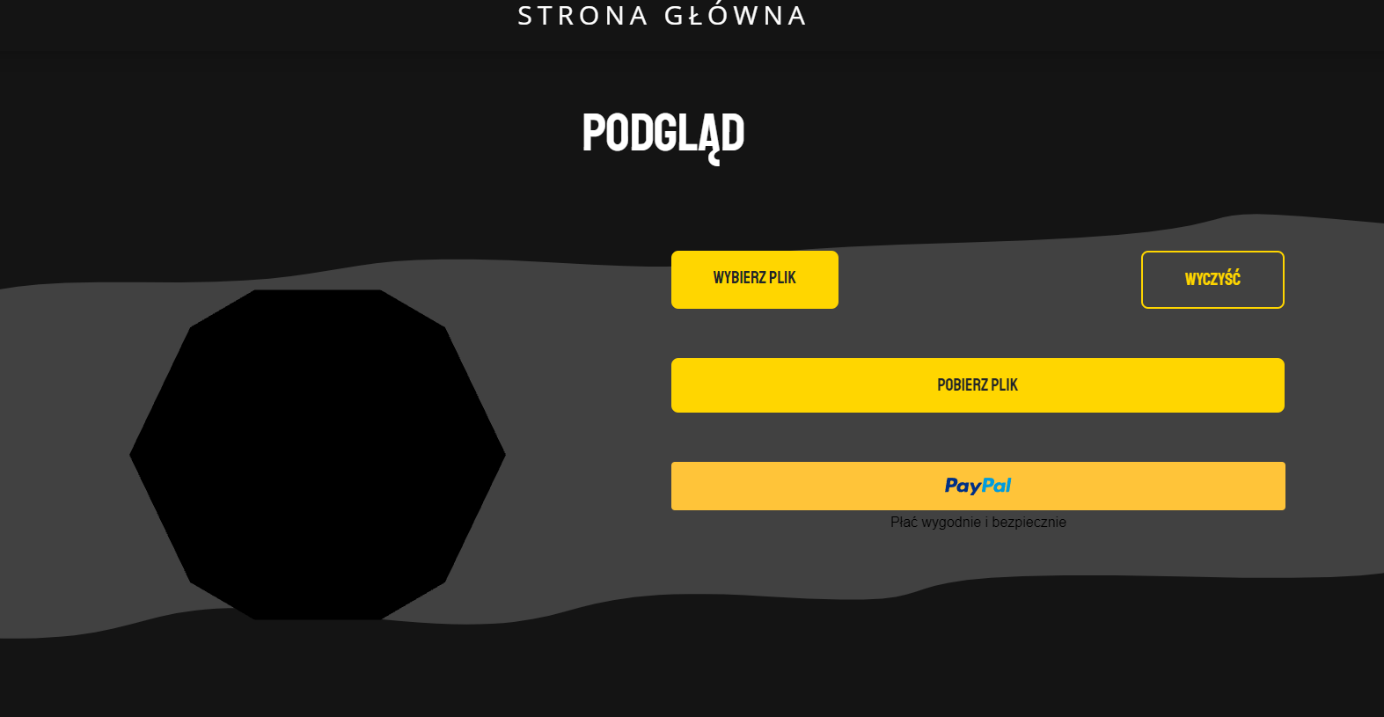 STRONA GŁÓWNA
PODGLĄD
WYBIERZ PLIK
WYCZYŚĆ
POBIERZ PLIK
PayPal
Płać wygodnie i bezpiecznie